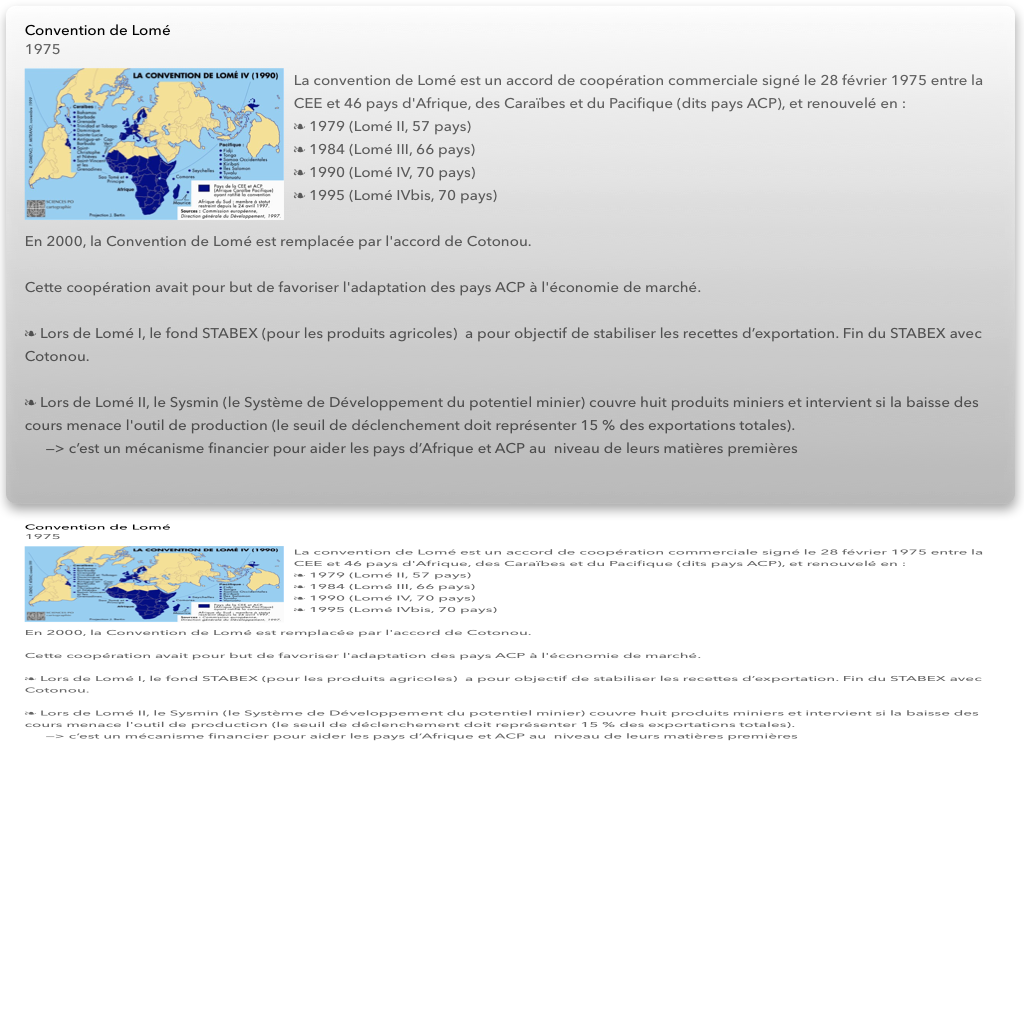 Convention de Lomé
1975
LA CONVENTION DE LOMÉ IV (1990)
Caraïbes :
Bahamas
Barbade
Grenade
Trinidad et Tobago
Dominique
Sainte-Lucie
Antigua-et-
Barbuda
Saint-
Christophe
et Niévès
Saint-Vincent
et les
Grenadines
Cap
Vert
Sao Tomé et
Principe
Afrique
Seychelles
Comores
Maurice
Pacifique :
Fidji
Tonga
Samoa Occidentales
Kiribati
Iles Salomon
Tuvalu
Vanuatu
Pays de la CEE et ACP
(Afrique Caraïbe Pacifique)
ayant ratifié la convention
Afrique du Sud : membre à statut
restreint depuis le 24 avril 1997.
Sources : Commission européenne,
Direction générale du Développement, 1997.
SCIENCES-PO
cartographie
Projection J. Bertin
La convention de Lomé est un accord de coopération commerciale signé le 28 février 1975 entre la
CEE et 46 pays d'Afrique, des Caraïbes et du Pacifique (dits pays ACP), et renouvelé en :
❧ 1979 (Lomé II, 57 pays)
❧ 1984 (Lomé III, 66 pays)
❧ 1990 (Lomé IV, 70 pays)
❧ 1995 (Lomé IVbis, 70 pays)
En 2000, la Convention de Lomé est remplacée par l'accord de Cotonou.
Cette coopération avait pour but de favoriser l'adaptation des pays ACP à l'économie de marché.
❧ Lors de Lomé I, le fond STABEX (pour les produits agricoles)  a pour objectif de stabiliser les recettes d’exportation. Fin du STABEX avec
Cotonou.
❧ Lors de Lomé II, le Sysmin (le Système de Développement du potentiel minier) couvre huit produits miniers et intervient si la baisse des
cours menace l'outil de production (le seuil de déclenchement doit représenter 15 % des exportations totales).
—> c’est un mécanisme financier pour aider les pays d’Afrique et ACP au  niveau de leurs matières premières
Convention de Lomé
1975
LA CONVENTION DE LOMÉ IV (1990)
La convention de Lomé est un accord de coopération commerciale signé le 28 février 1975 entre la
CEE et 46 pays d'Afrique, des Caraïbes et du Pacifique (dits pays ACP), et renouvelé en :
❧ 1979 (Lomé II, 57 pays)
❧ 1984 (Lomé III, 66 pays)
❧ 1990 (Lomé IV, 70 pays)
❧ 1995 (Lomé IVbis, 70 pays)
En 2000, la Convention de Lomé est remplacée par l'accord de Cotonou.
Cette coopération avait pour but de favoriser l'adaptation des pays ACP à l'économie de marché.
❧ Lors de Lomé I, le fond STABEX (pour les produits agricoles)  a pour objectif de stabiliser les recettes d’exportation. Fin du STABEX avec
Cotonou.
❧ Lors de Lomé II, le Sysmin (le Système de Développement du potentiel minier) couvre huit produits miniers et intervient si la baisse des
cours menace l'outil de production (le seuil de déclenchement doit représenter 15 % des exportations totales).
—> c’est un mécanisme financier pour aider les pays d’Afrique et ACP au  niveau de leurs matières premières